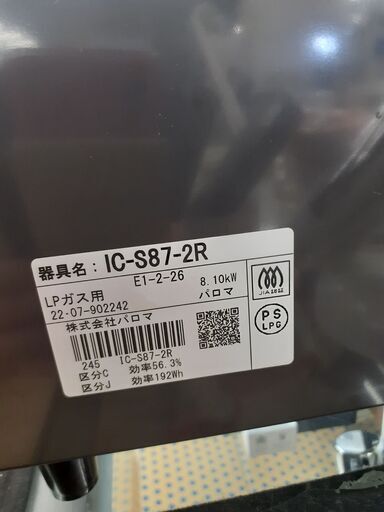 器具名：IC-S87-2R
E1-2-26
LPガス用 8.10kW
22-07-902242 パロマ
株式会社パロマ
245 IC-S87-2R
区分C 効率56.3%
区分J 効率192Wh
PS
LPG